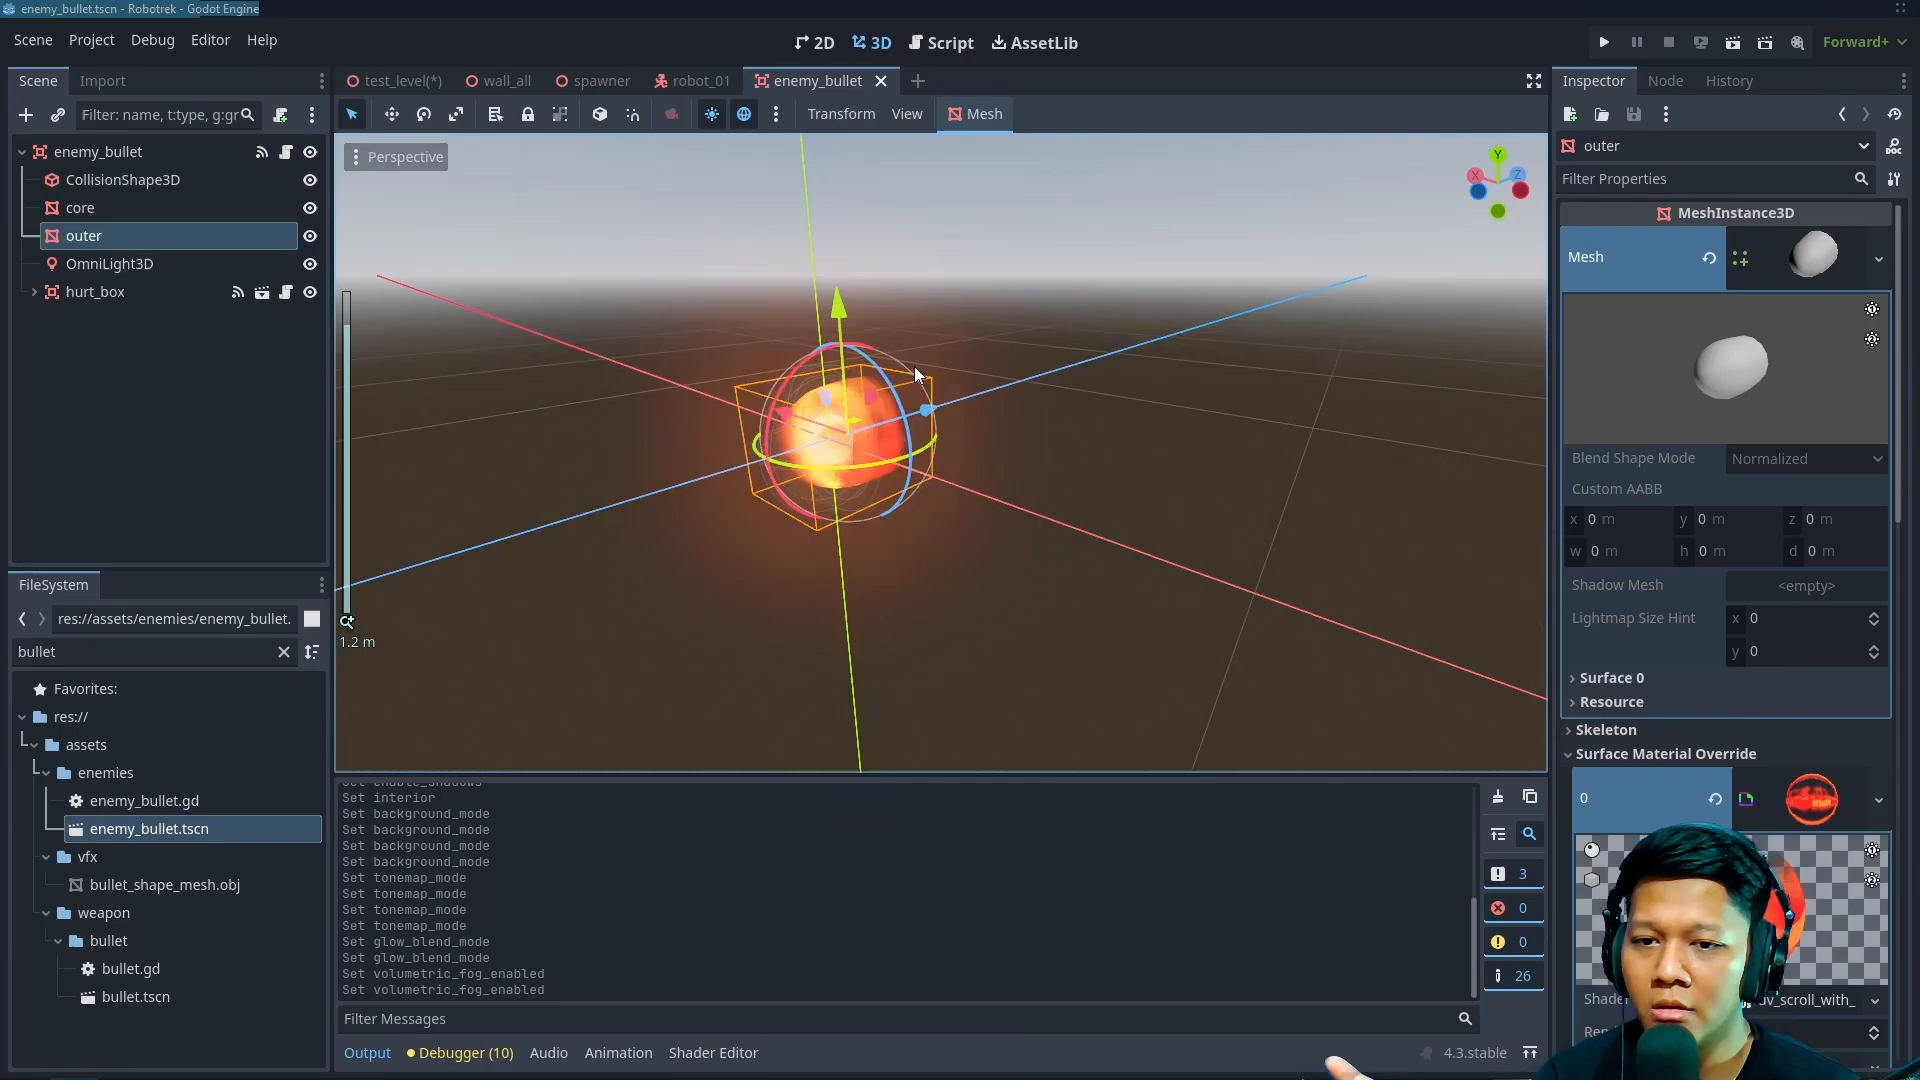 enemy_bullet.tscn - Robotrek - Godot Engine
Scene Project Debug Editor Help
2D 3D Script AssetLib
Forward+
Scene Import
test_level(*) wall_all spawner robot_01 enemy_bullet
Inspector Node History
Filter: name, t:type, g:gr
Transform View Mesh
enemy_bullet
CollisionShape3D
core
outer
OmniLight3D
hurt_box
Perspective
Y
X
Z
1.2 m
outer
Filter Properties
MeshInstance3D
Mesh
Blend Shape Mode Normalized
Custom AABB
x 0 m y 0 m z 0 m
w 0 m h 0 m d 0 m
Shadow Mesh <empty>
Lightmap Size Hint x 0
y 0
Surface 0
Resource
Skeleton
Surface Material Override
0
FileSystem
res://assets/enemies/enemy_bullet.
bullet
Favorites:
res://
assets
enemies
enemy_bullet.gd
enemy_bullet.tscn
vfx
bullet_shape_mesh.obj
weapon
bullet
bullet.gd
bullet.tscn
Set enable_shadows
Set interior
Set background_mode
Set background_mode
Set background_mode
Set background_mode
Set tonemap_mode
Set tonemap_mode
Set tonemap_mode
Set tonemap_mode
Set glow_blend_mode
Set glow_blend_mode
Set volumetric_fog_enabled
Set volumetric_fog_enabled
3
0
0
26
Filter Messages
Output Debugger (10) Audio Animation Shader Editor
4.3.stable
Shade uv_scroll_with_
Ren